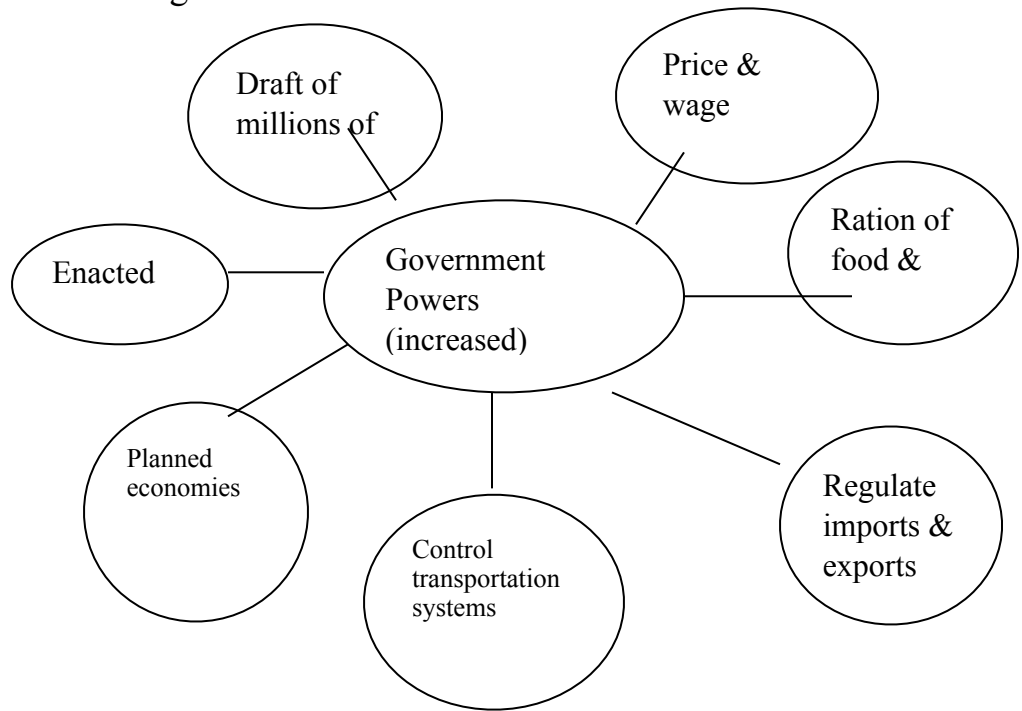 Draft of
millions of
Price &
wage
Ration of
food &
Enacted
Government
Powers
(increased)
Planned
economies
Control
transportation
systems
Regulate
imports &
exports